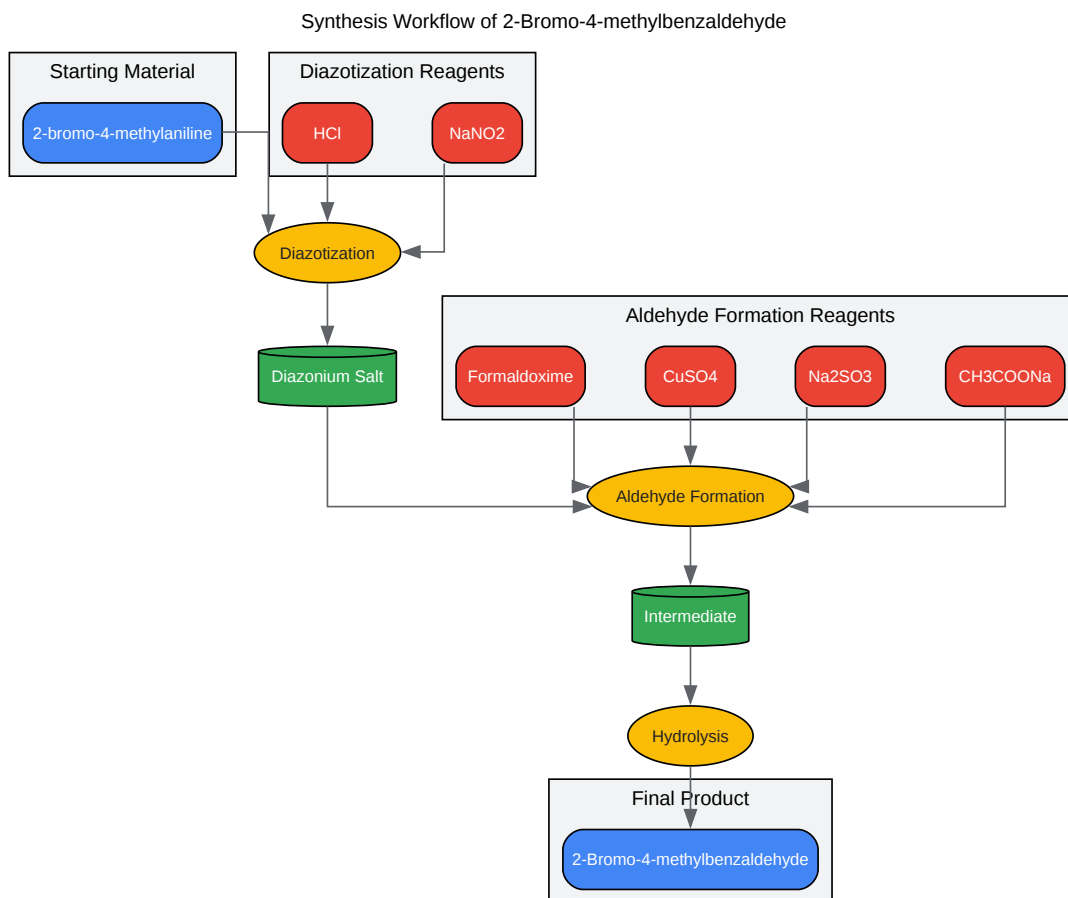 Synthesis Workflow of 2-Bromo-4-methylbenzaldehyde
Starting Material
2-bromo-4-methylaniline
Diazotization Reagents
HCl
NaNO2
Diazotization
Diazonium Salt
Aldehyde Formation Reagents
Formaldoxime
CuSO4
Na2SO3
CH3COONa
Aldehyde Formation
Intermediate
Hydrolysis
Final Product
2-Bromo-4-methylbenzaldehyde